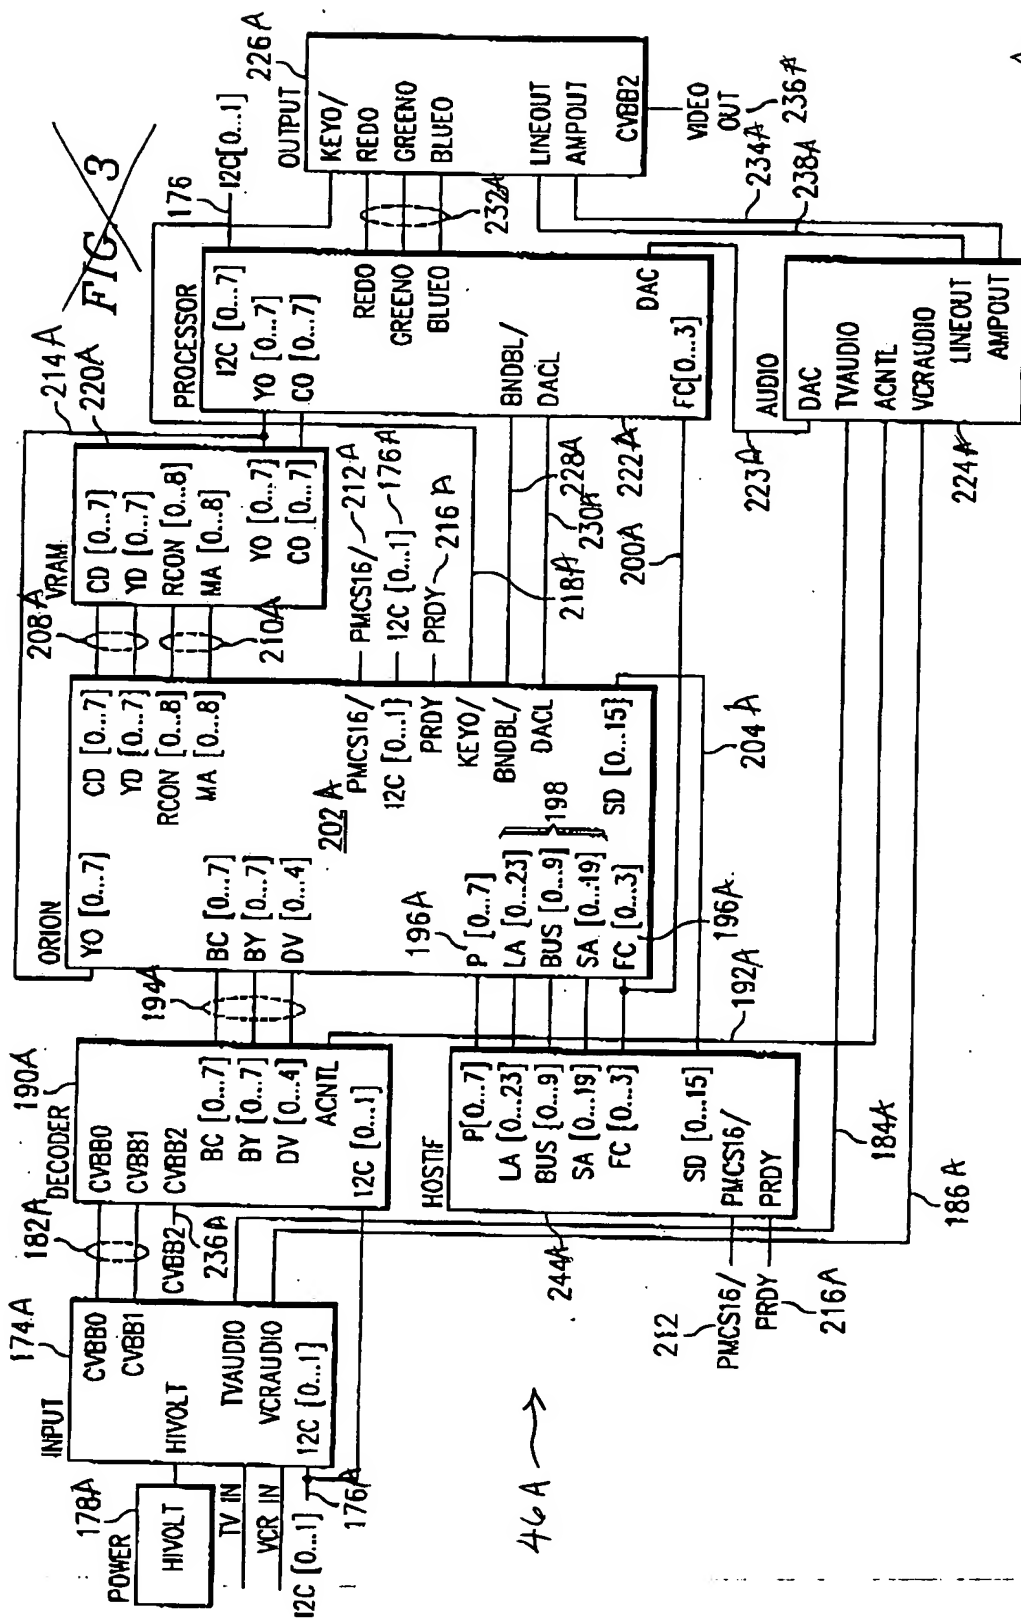 FIG 3
46A
POWER
178A
HIVOLT
INPUT
174A
CVBB0
CVBB1
HIVOLT
TVAUDIO
VCRAUDIO
I2C [0...1]
TV IN
VCR IN
I2C [0...1]
176A
182A
CVBB2
236A
DECODER
190A
CVBB0
CVBB1
CVBB2
BC [0...7]
BY [0...7]
DV [0...4]
ACNTL
I2C [0...1]
194A
HOSTIF
244A
P[0...7]
LA [0...23]
BUS [0...9]
SA [0...19]
FC [0...3]
SD [0...15]
PMCS16/
PRDY
212
PMCS16/
PRDY
216A
186A
184A
192A
ORION
YO [0...7]
BC [0...7]
BY [0...7]
DV [0...4]
202A
196A
P [0...7]
LA [0...23]
BUS [0...9]
SA [0...19]
198
FC [0...3]
196A
CD [0...7]
YD [0...7]
RCON [0...8]
MA [0...8]
PMCS16/
I2C [0...1]
PRDY
KEYO/
BNDBL/
DACL
SD [0...15]
204A
208A
210A
VRAM
220A
214A
CD [0...7]
YD [0...7]
RCON [0...8]
MA [0...8]
YO [0...7]
CO [0...7]
PMCS16/
212A
I2C [0...1]
176A
PRDY
216A
218A
228A
230A
200A
222A
PROCESSOR
I2C [0...7]
YO [0...7]
CO [0...7]
REDO
GREENO
BLUEO
BNDBL/
DACL
DAC
FC[0...3]
176
I2C[0...1]
232A
223A
AUDIO
DAC
TVAUDIO
ACNTL
VCRAUDIO
LINEOUT
AMPOUT
224A
OUTPUT
226A
KEYO/
REDO
GREENO
BLUEO
LINEOUT
AMPOUT
CVBB2
VIDEO
OUT
236A
234A
238A